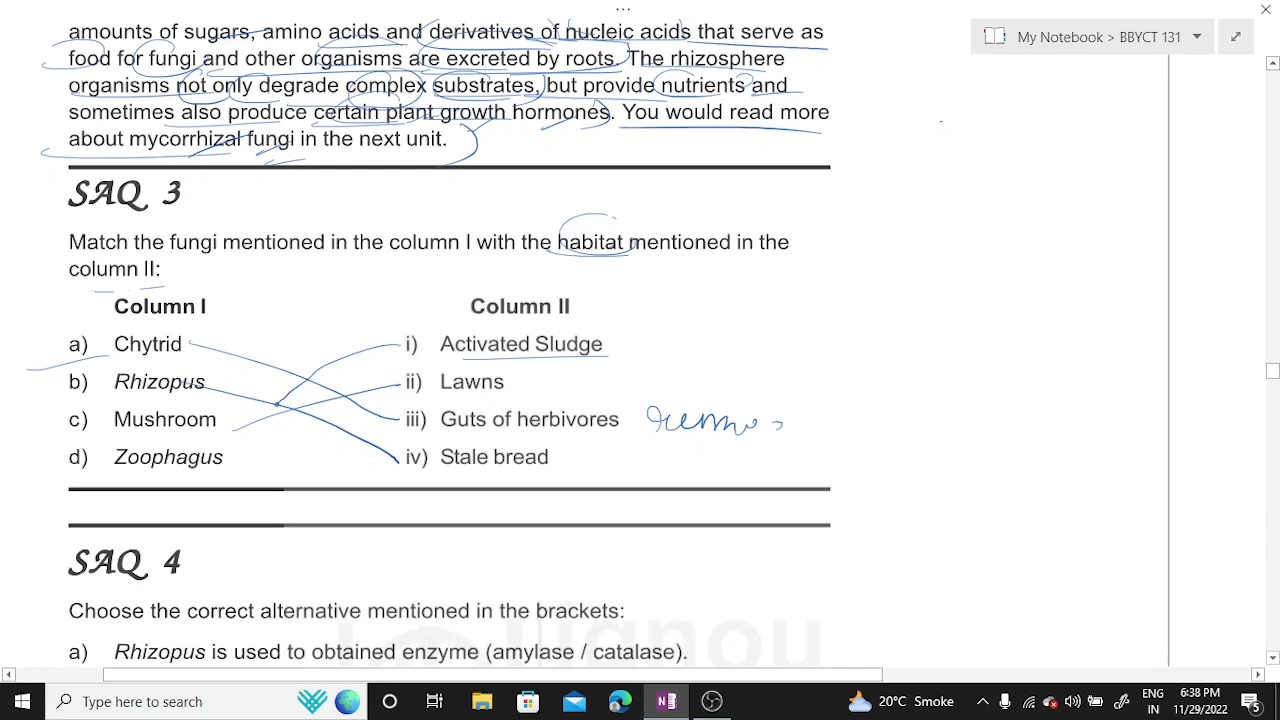 amounts of sugars, amino acids and derivatives of nucleic acids that serve as
food for fungi and other organisms are excreted by roots. The rhizosphere
organisms not only degrade complex substrates, but provide nutrients and
sometimes also produce certain plant growth hormones. You would read more
about mycorrhizal fungi in the next unit.
My Notebook > BBYCT 131
SAQ 3
Match the fungi mentioned in the column I with the habitat mentioned in the
column II:
Column I Column II
a) Chytrid i) Activated Sludge
b) Rhizopus ii) Lawns
c) Mushroom iii) Guts of herbivores
d) Zoophagus iv) Stale bread
SAQ 4
Choose the correct alternative mentioned in the brackets:
a) Rhizopus is used to obtained enzyme (amylase / catalase).
Type here to search
20°C Smoke
ENG
IN
6:38 PM
11/29/2022
5